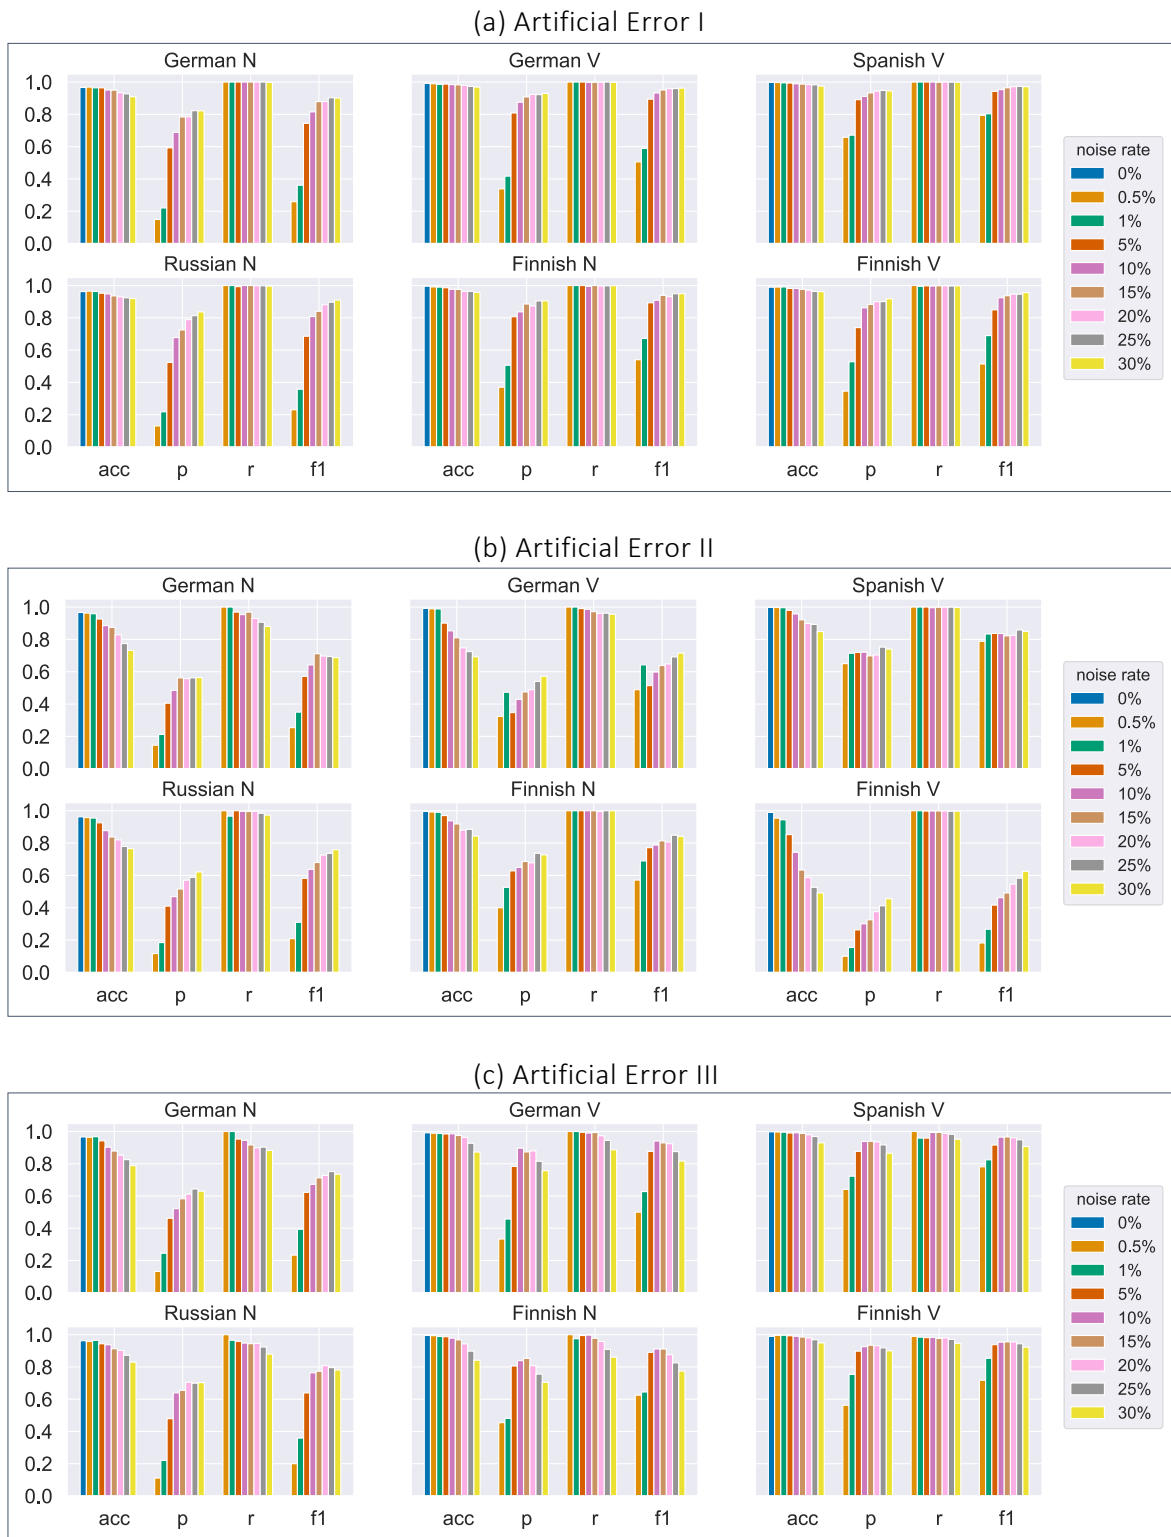 (a) Artificial Error I
German N
German V
Spanish V
1.0
0.8
0.6
0.4
0.2
0.0
Russian N
Finnish N
Finnish V
1.0
0.8
0.6
0.4
0.2
0.0
acc p r f1
acc p r f1
acc p r f1
noise rate
0%
0.5%
1%
5%
10%
15%
20%
25%
30%
(b) Artificial Error II
German N
German V
Spanish V
1.0
0.8
0.6
0.4
0.2
0.0
Russian N
Finnish N
Finnish V
1.0
0.8
0.6
0.4
0.2
0.0
acc p r f1
acc p r f1
acc p r f1
noise rate
0%
0.5%
1%
5%
10%
15%
20%
25%
30%
(c) Artificial Error III
German N
German V
Spanish V
1.0
0.8
0.6
0.4
0.2
0.0
Russian N
Finnish N
Finnish V
1.0
0.8
0.6
0.4
0.2
0.0
acc p r f1
acc p r f1
acc p r f1
noise rate
0%
0.5%
1%
5%
10%
15%
20%
25%
30%